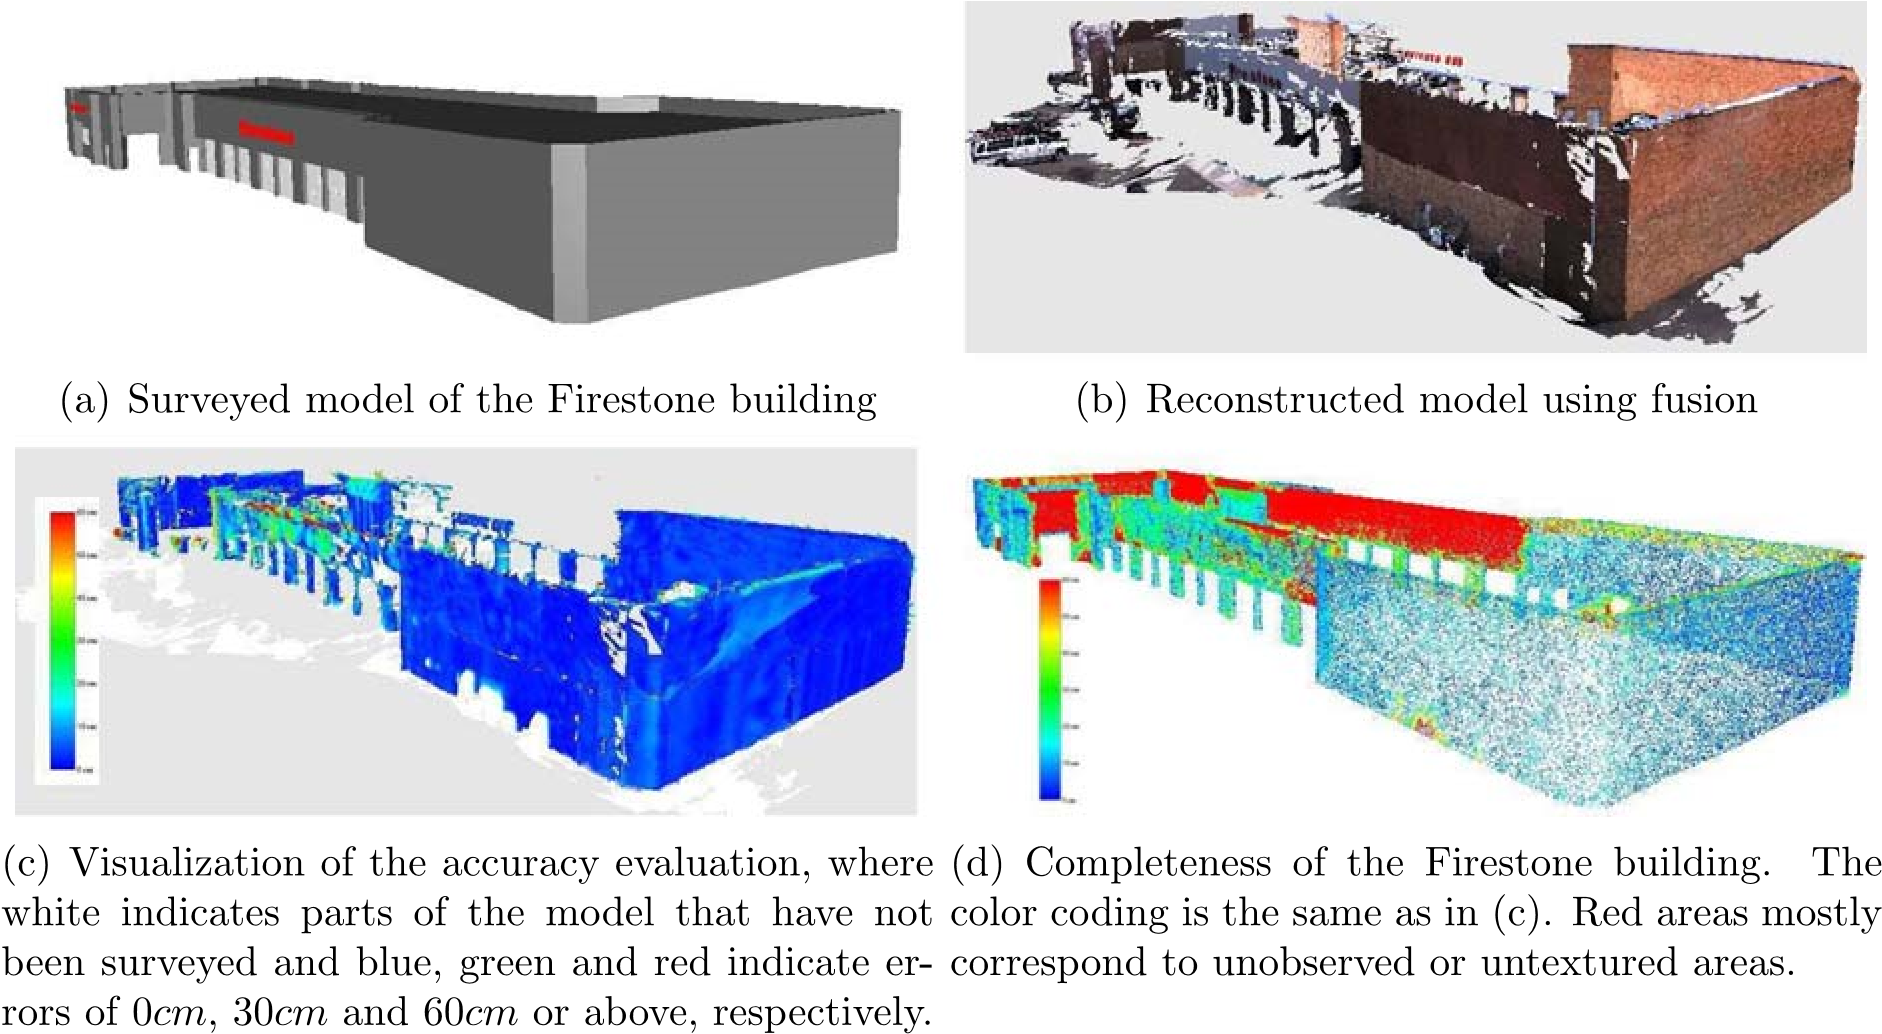 (a) Surveyed model of the Firestone building
(b) Reconstructed model using fusion
(c) Visualization of the accuracy evaluation, where
white indicates parts of the model that have not
been surveyed and blue, green and red indicate er-
rors of 0cm, 30cm and 60cm or above, respectively.
(d) Completeness of the Firestone building. The
color coding is the same as in (c). Red areas mostly
correspond to unobserved or untextured areas.